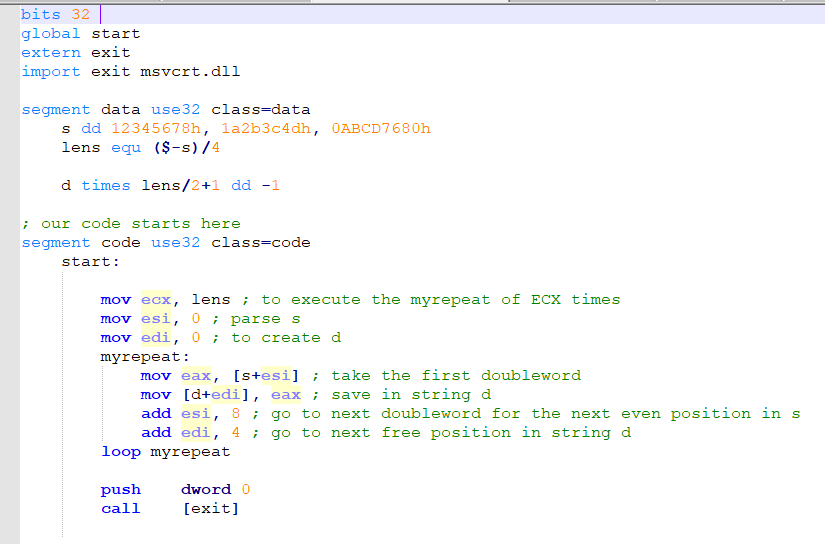 bits 32
global start
extern exit
import exit msvcrt.dll
segment data use32 class=data
s dd 12345678h, 1a2b3c4dh, 0ABCD7680h
lens equ ($-s)/4
d times lens/2+1 dd -1
; our code starts here
segment code use32 class=code
start:
mov ecx, lens ; to execute the myrepeat of ECX times
mov esi, 0 ; parse s
mov edi, 0 ; to create d
myrepeat:
mov eax, [s+esi] ; take the first doubleword
mov [d+edi], eax ; save in string d
add esi, 8 ; go to next doubleword for the next even position in s
add edi, 4 ; go to next free position in string d
loop myrepeat
push dword 0
call [exit]